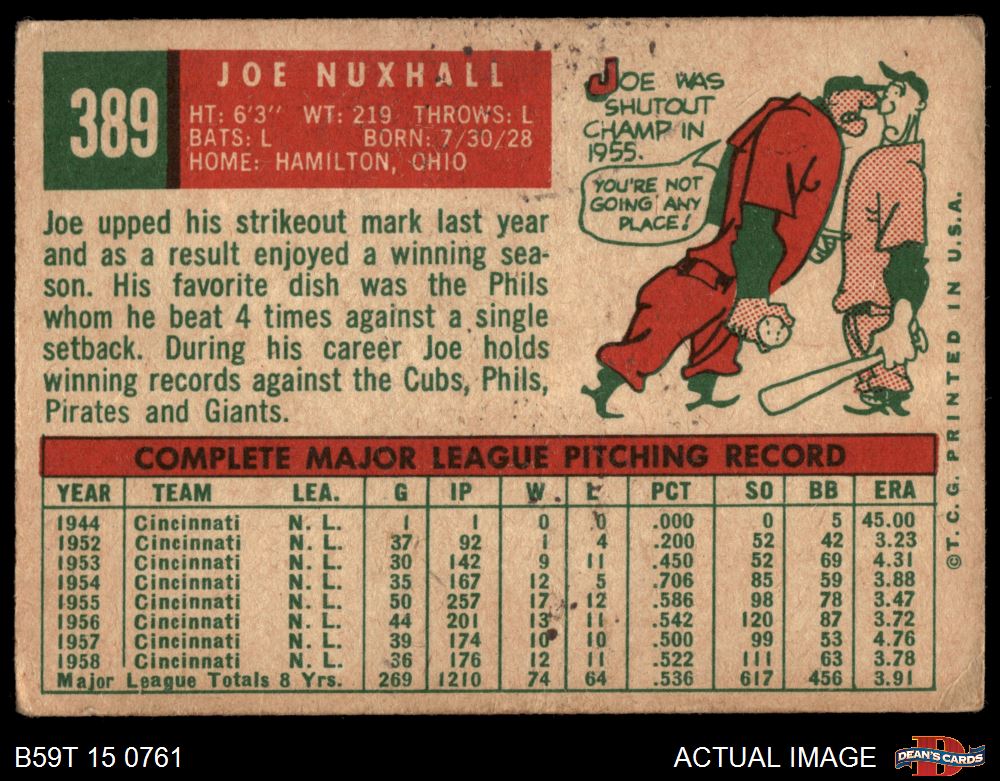 389
JOE NUXHALL
HT: 6'3" WT: 219 THROWS: L
BATS: L BORN: 7/30/28
HOME: HAMILTON, OHIO
JOE WAS
SHUTOUT
CHAMP IN
1955.
YOU'RE NOT
GOING ANY
PLACE!
Joe upped his strikeout mark last year
and as a result enjoyed a winning sea-
son. His favorite dish was the Phils
whom he beat 4 times against a single
setback. During his career Joe holds
winning records against the Cubs, Phils,
Pirates and Giants.
COMPLETE MAJOR LEAGUE PITCHING RECORD
YEAR TEAM LEA. G IP W L PCT SO BB ERA
1944 Cincinnati N. L. 1 1 0 0 .000 0 5 45.00
1952 Cincinnati N. L. 37 92 1 4 .200 52 42 3.23
1953 Cincinnati N. L. 30 142 9 11 .450 52 69 4.31
1954 Cincinnati N. L. 35 167 12 5 .706 85 59 3.88
1955 Cincinnati N. L. 50 257 17 12 .586 98 78 3.47
1956 Cincinnati N. L. 44 201 13 11 .542 120 87 3.72
1957 Cincinnati N. L. 39 174 10 10 .500 99 53 4.76
1958 Cincinnati N. L. 36 176 12 11 .522 111 63 3.78
Major League Totals 8 Yrs. 269 1210 74 64 .536 617 456 3.91
©T.C.G. PRINTED IN U.S.A.
B59T 15 0761
ACTUAL IMAGE
D
DEAN'S CARDS